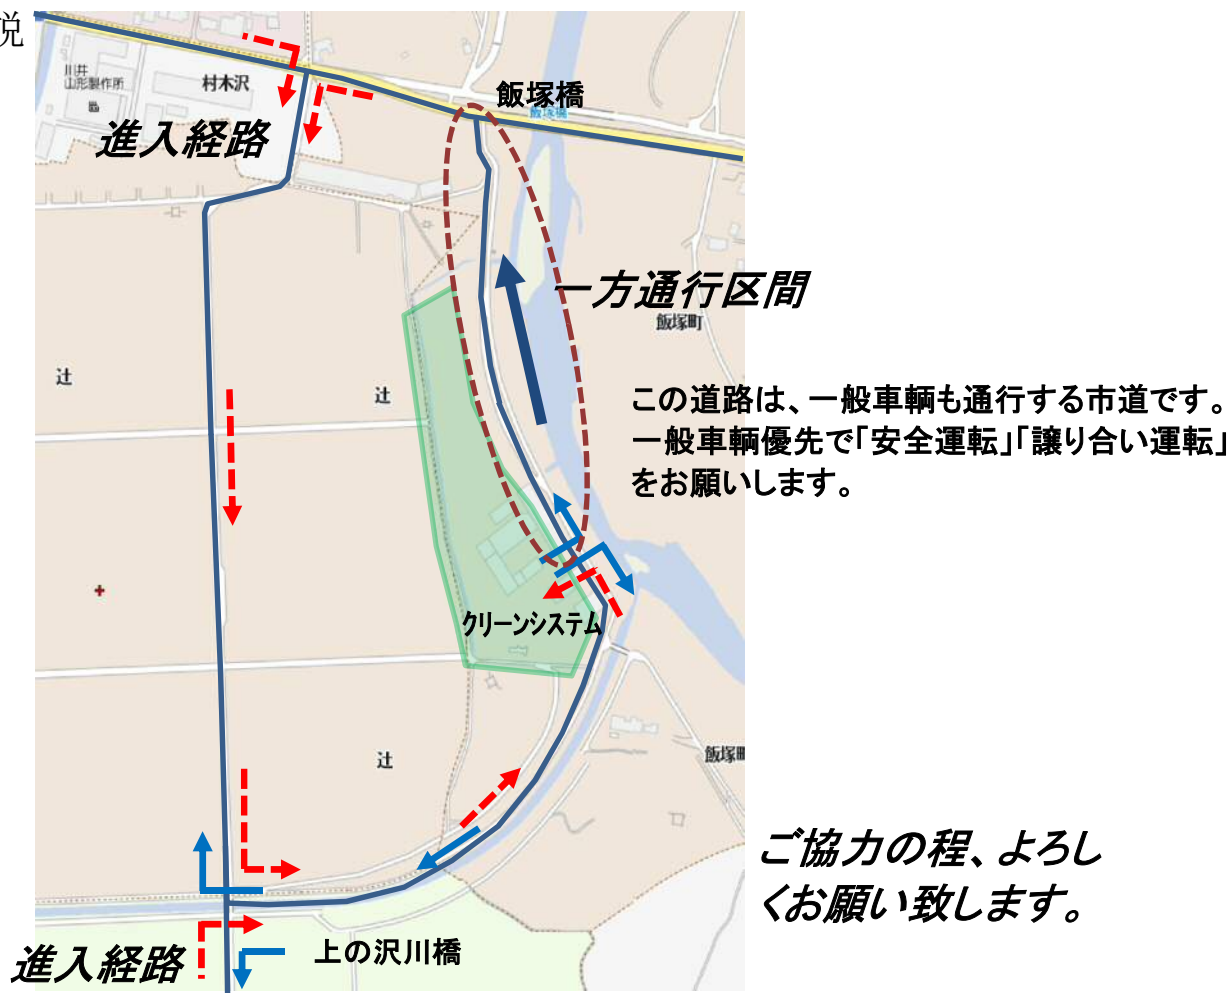 説
川井
山形製作所
村木沢
飯塚橋
飯塚橋
進入経路
一方通行区間
飯塚町
辻
辻
この道路は、一般車輌も通行する市道です。
一般車輌優先で「安全運転」「譲り合い運転」
をお願いします。
クリーンシステム
辻
飯塚町
ご協力の程、よろし
くお願い致します。
上の沢川橋
進入経路